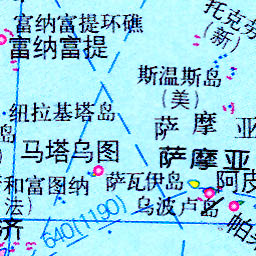 富纳富提环礁
富纳富提
托克劳
(新)
斯温斯岛
(美)
纽拉基塔岛
岛
萨摩亚
马塔乌图
萨摩亚
和富图纳
法)
萨瓦伊岛
阿皮
乌波卢岛
640(1190)
济
帕